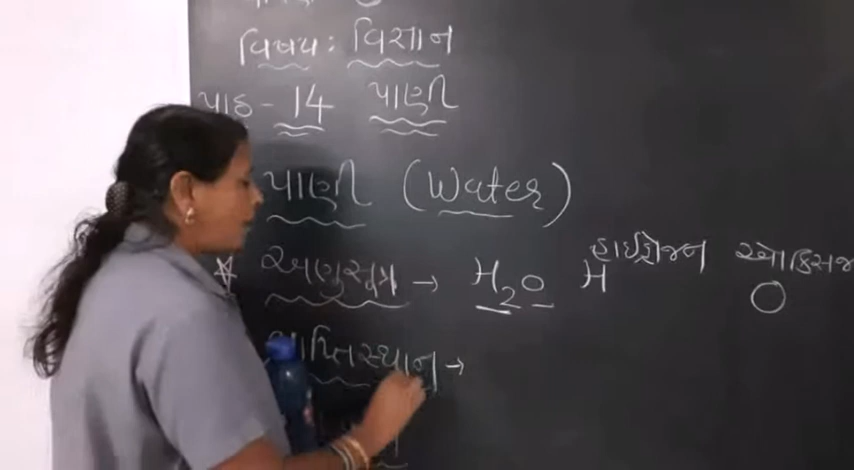 વિષય : વિજ્ઞાન
પાઠ - 14 પાણી
પાણી (Water)
અણુસૂત્ર → H₂O H હાઈડ્રોજન ઓક્સિજન O
પ્રાપ્તિસ્થાન →